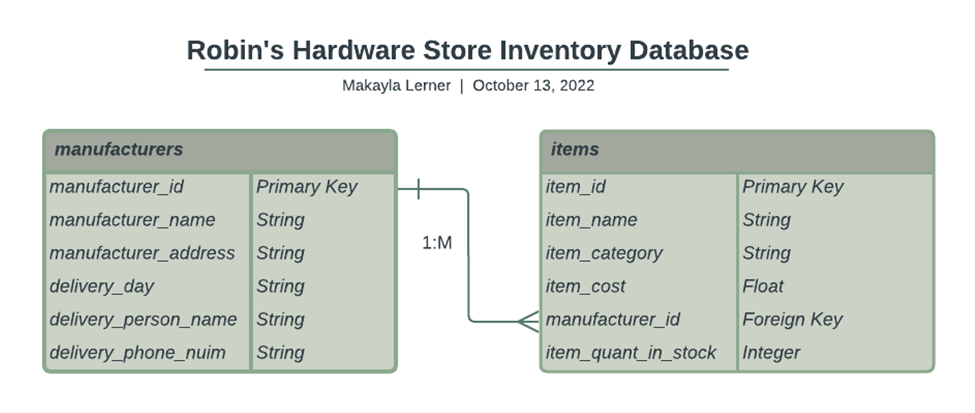 Robin's Hardware Store Inventory Database
Makayla Lerner | October 13, 2022
manufacturers
manufacturer_id Primary Key
manufacturer_name String
manufacturer_address String
delivery_day String
delivery_person_name String
delivery_phone_nuim String
1:M
items
item_id Primary Key
item_name String
item_category String
item_cost Float
manufacturer_id Foreign Key
item_quant_in_stock Integer